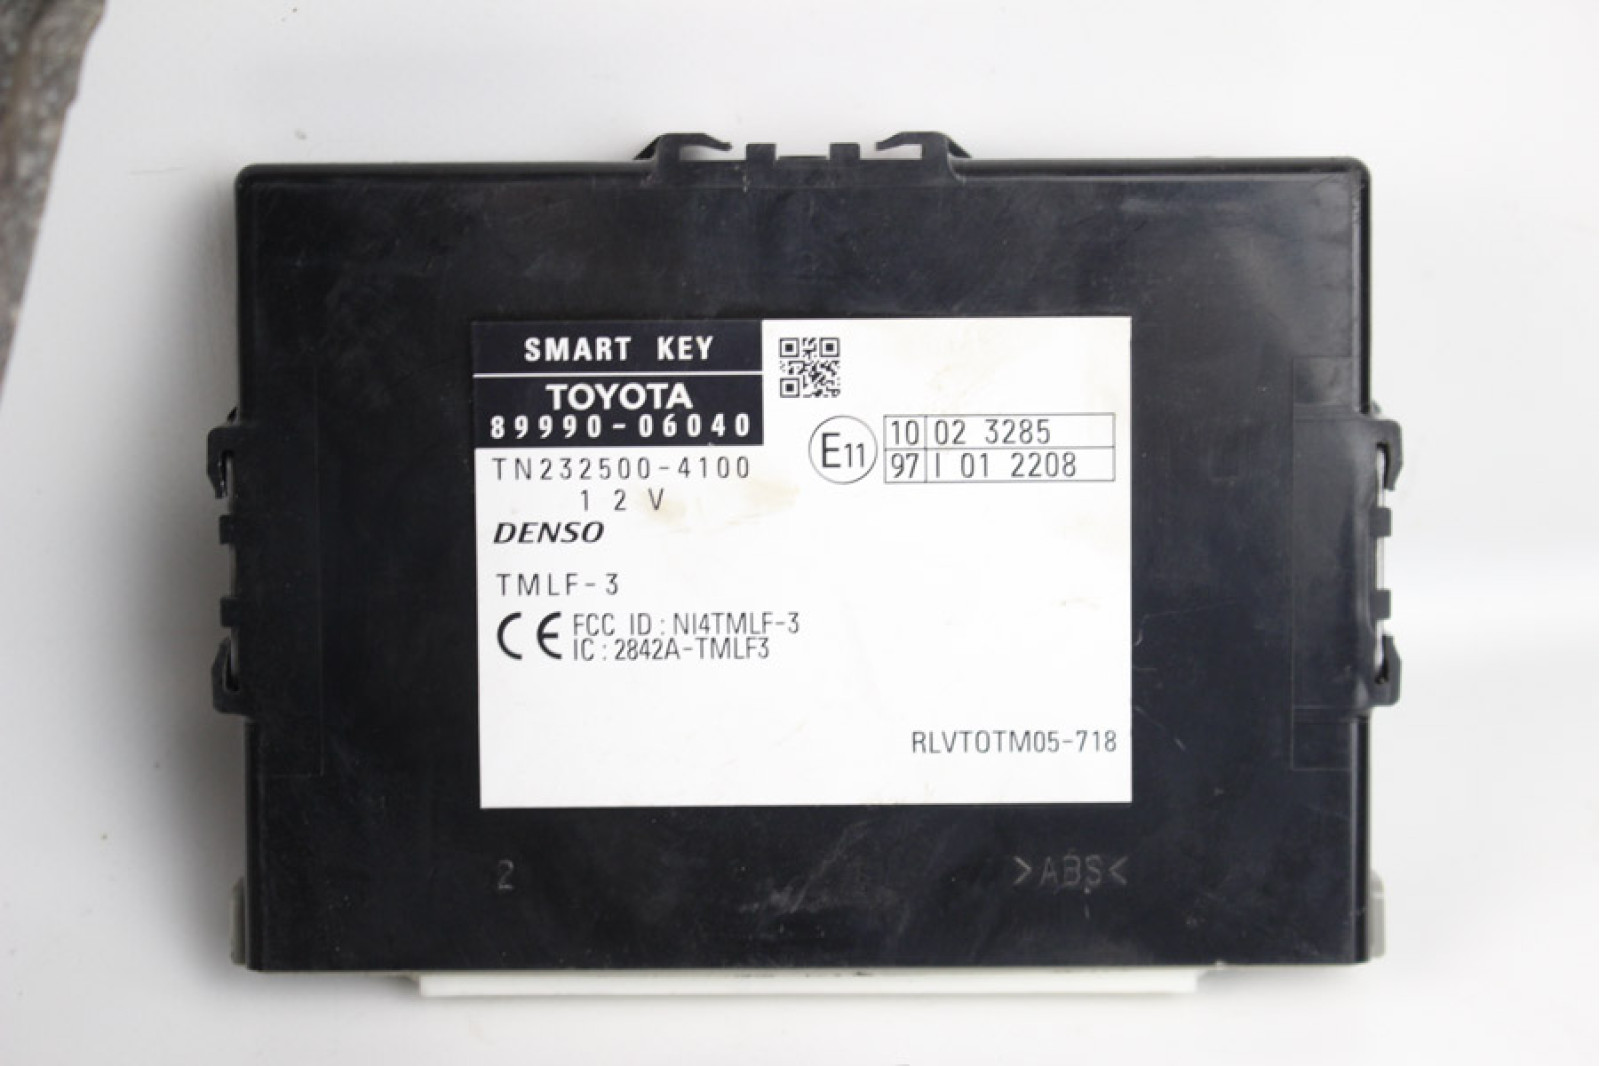 SMART KEY
TOYOTA
89990-06040
TN232500-4100
12V
DENSO
TMLF-3
CE FCC ID : NI4TMLF-3
IC : 2842A-TMLF3
E11
10 02 3285
97 I 01 2208
RLVTOTM05-718
2
>ABS<